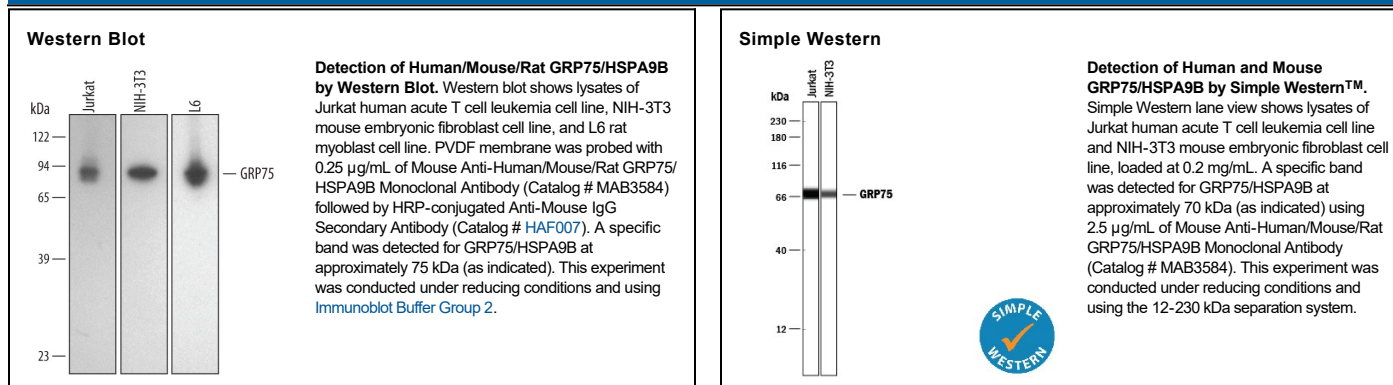 Western Blot
kDa
Jurkat
NIH-3T3
L6
122
94
65
39
23
GRP75
Detection of Human/Mouse/Rat GRP75/HSPA9B
by Western Blot. Western blot shows lysates of
Jurkat human acute T cell leukemia cell line, NIH-3T3
mouse embryonic fibroblast cell line, and L6 rat
myoblast cell line. PVDF membrane was probed with
0.25 µg/mL of Mouse Anti-Human/Mouse/Rat GRP75/
HSPA9B Monoclonal Antibody (Catalog # MAB3584)
followed by HRP-conjugated Anti-Mouse IgG
Secondary Antibody (Catalog # HAF007). A specific
band was detected for GRP75/HSPA9B at
approximately 75 kDa (as indicated). This experiment
was conducted under reducing conditions and using
Immunoblot Buffer Group 2.
Simple Western
kDa
Jurkat
NIH-3T3
230
180
116
66
40
12
GRP75
SIMPLE
WESTERN
Detection of Human and Mouse
GRP75/HSPA9B by Simple Western™.
Simple Western lane view shows lysates of
Jurkat human acute T cell leukemia cell line
and NIH-3T3 mouse embryonic fibroblast cell
line, loaded at 0.2 mg/mL. A specific band
was detected for GRP75/HSPA9B at
approximately 70 kDa (as indicated) using
2.5 µg/mL of Mouse Anti-Human/Mouse/Rat
GRP75/HSPA9B Monoclonal Antibody
(Catalog # MAB3584). This experiment was
conducted under reducing conditions and
using the 12-230 kDa separation system.